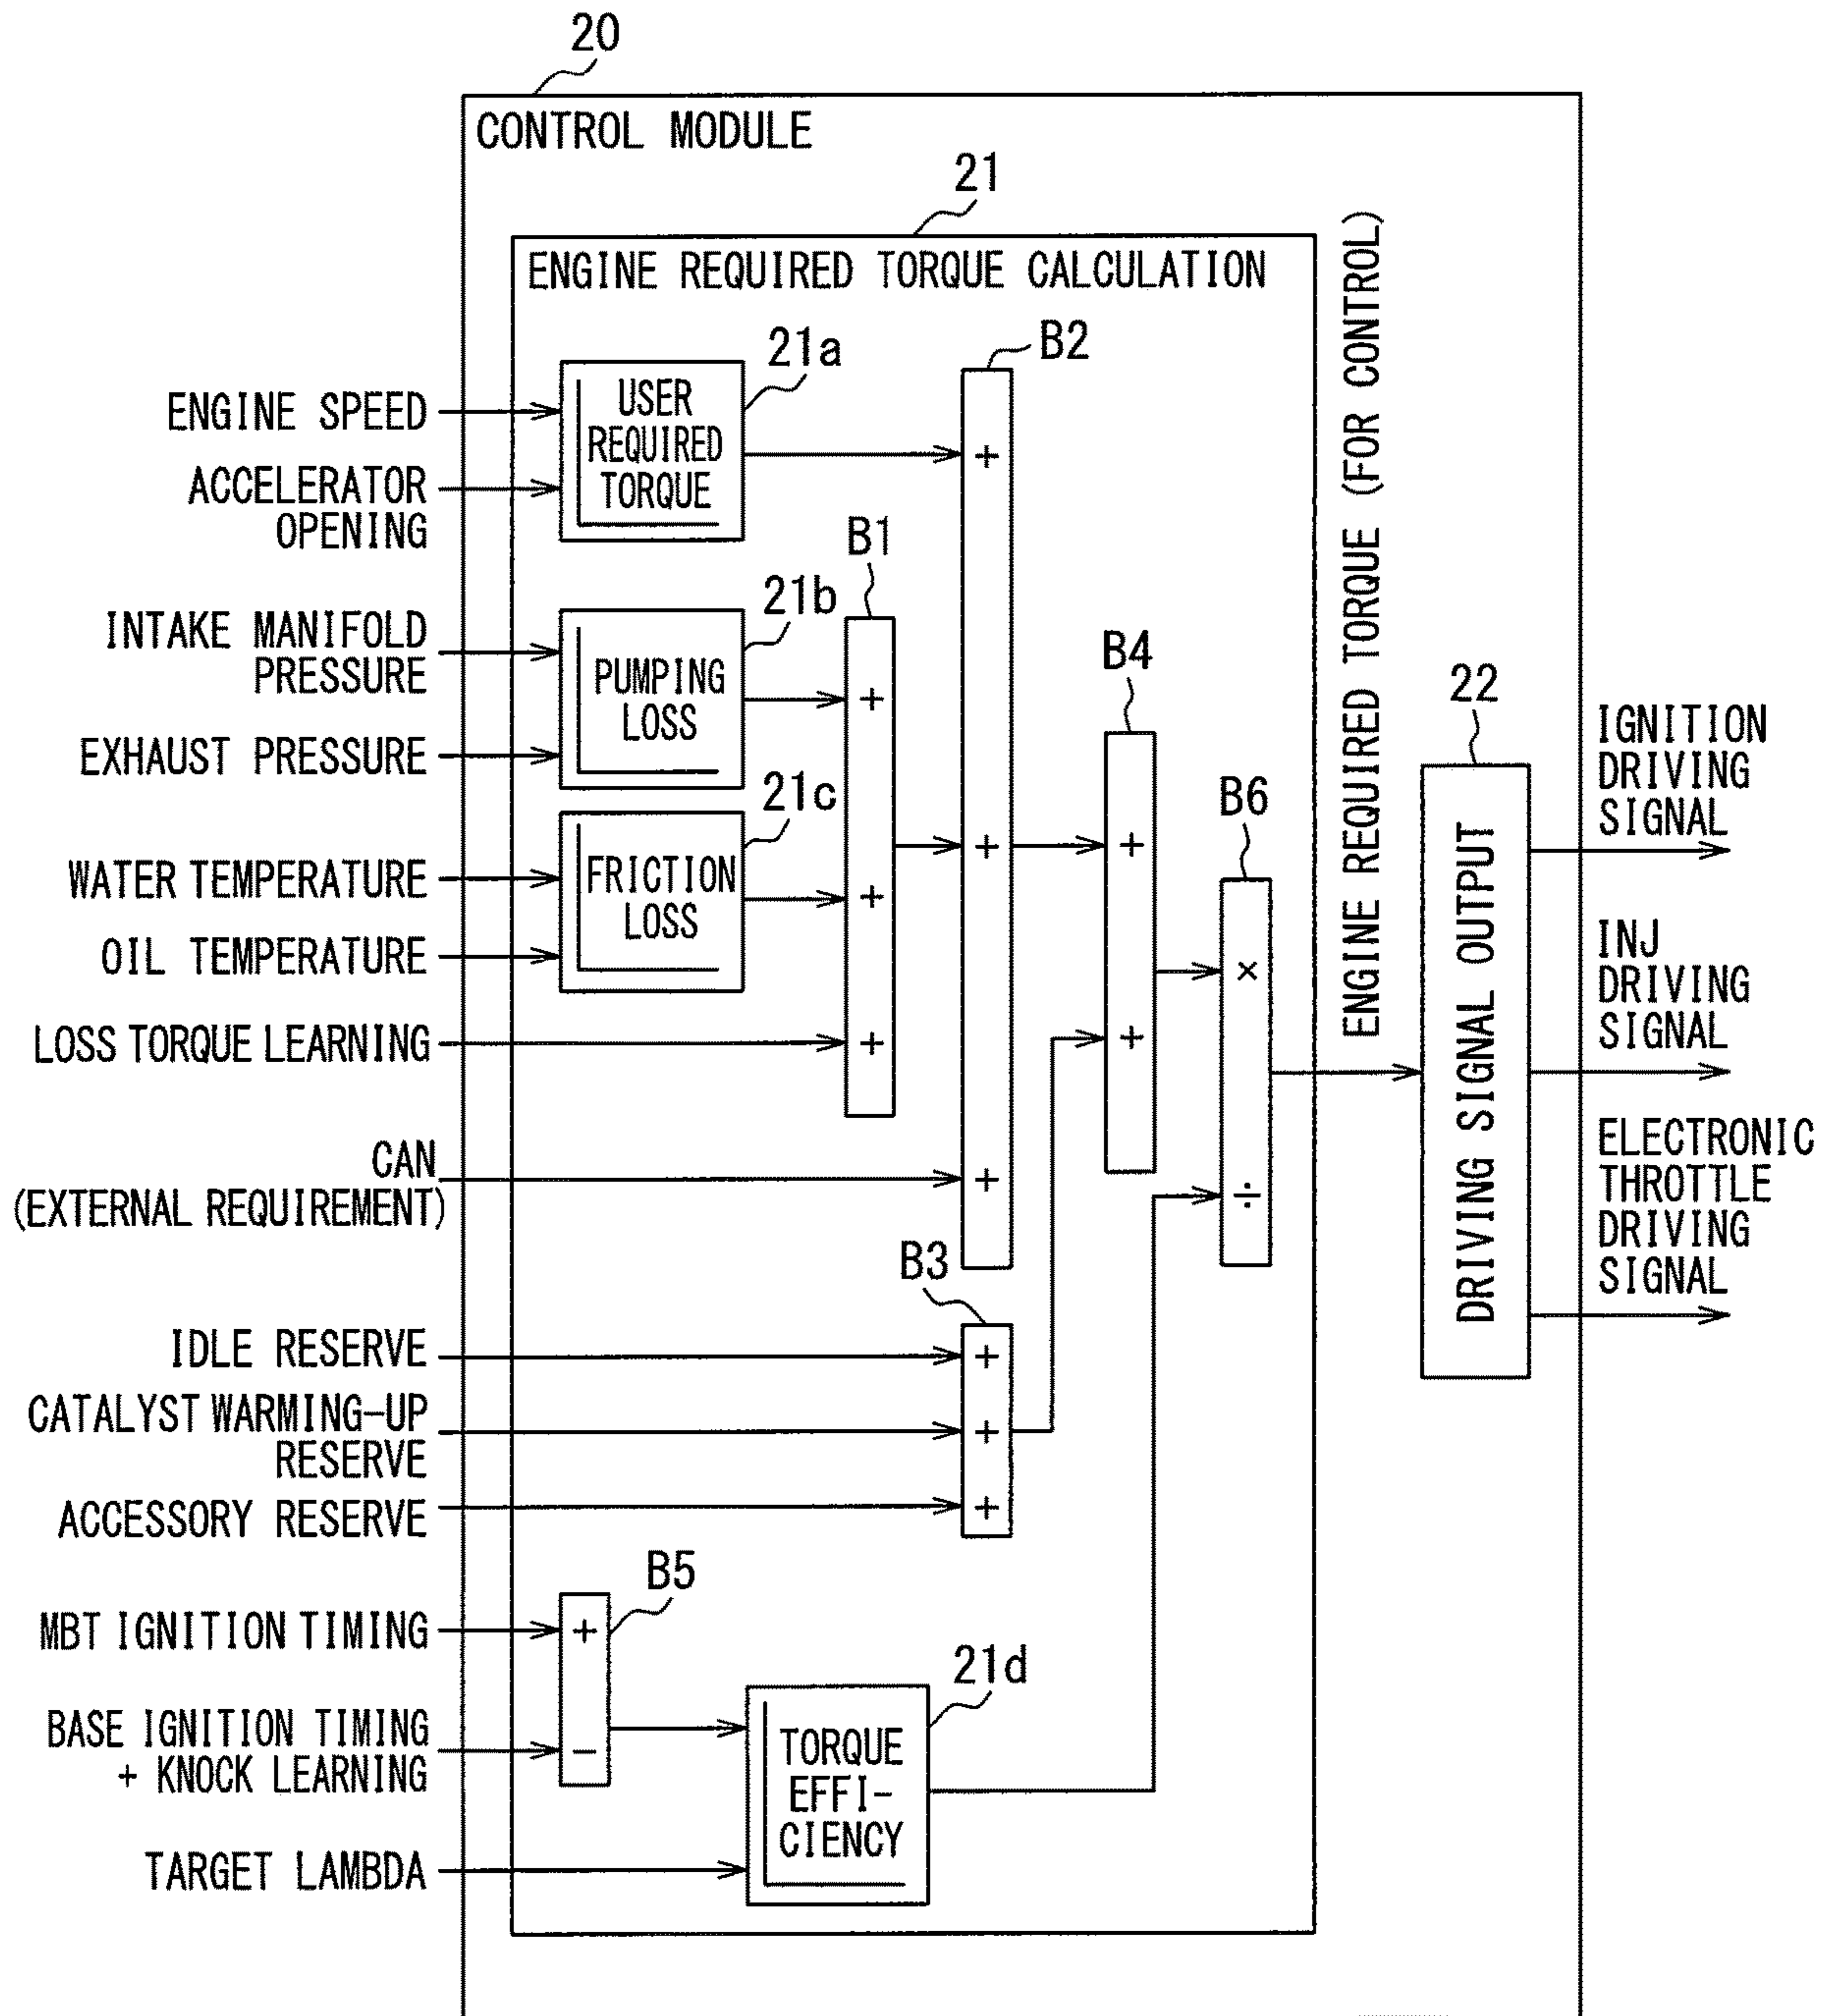 20
CONTROL MODULE
21
ENGINE REQUIRED TORQUE CALCULATION
ENGINE SPEED
ACCELERATOR
OPENING
21a
USER
REQUIRED
TORQUE
B2
+
+
+
INTAKE MANIFOLD
PRESSURE
EXHAUST PRESSURE
21b
PUMPING
LOSS
B1
+
+
+
WATER TEMPERATURE
OIL TEMPERATURE
21c
FRICTION
LOSS
LOSS TORQUE LEARNING
CAN
(EXTERNAL REQUIREMENT)
B4
+
+
B6
×
÷
ENGINE REQUIRED TORQUE (FOR CONTROL)
22
DRIVING SIGNAL OUTPUT
IGNITION
DRIVING
SIGNAL
INJ
DRIVING
SIGNAL
ELECTRONIC
THROTTLE
DRIVING
SIGNAL
B3
IDLE RESERVE
+
CATALYST WARMING-UP
RESERVE
+
ACCESSORY RESERVE
+
B5
MBT IGNITION TIMING
+
BASE IGNITION TIMING
+ KNOCK LEARNING
−
21d
TORQUE
EFFI-
CIENCY
TARGET LAMBDA